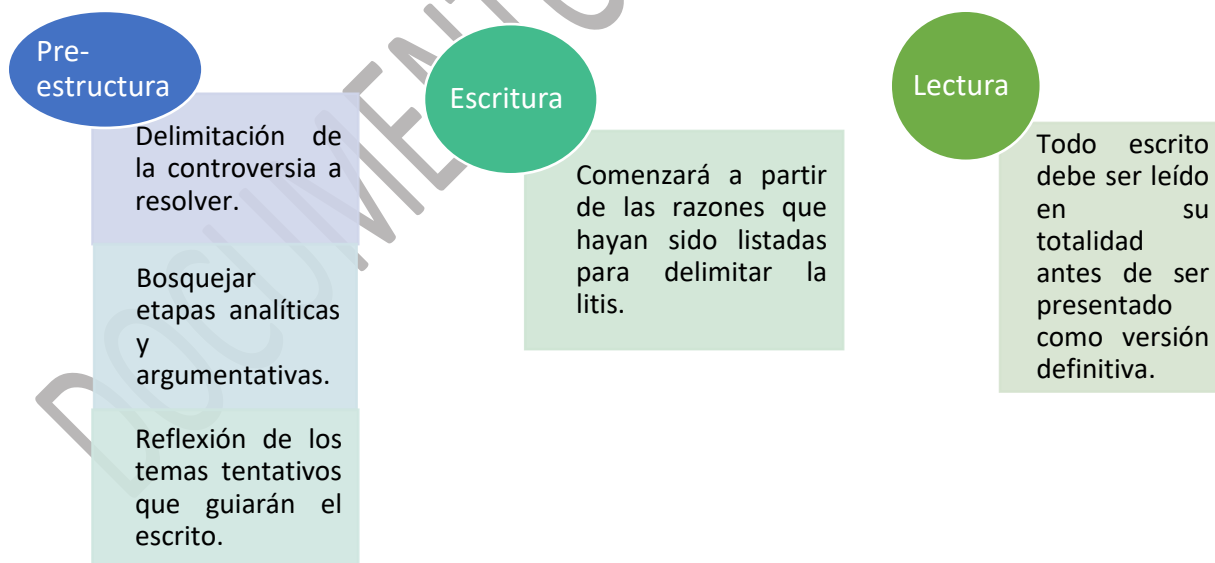 Pre-
estructura
Delimitación de
la controversia a
resolver.
Bosquejar
etapas analíticas
y
argumentativas.
Reflexión de los
temas tentativos
que guiarán el
escrito.
Escritura
Comenzará a partir
de las razones que
hayan sido listadas
para delimitar la
litis.
Lectura
Todo escrito
debe ser leído
en su
totalidad
antes de ser
presentado
como versión
definitiva.